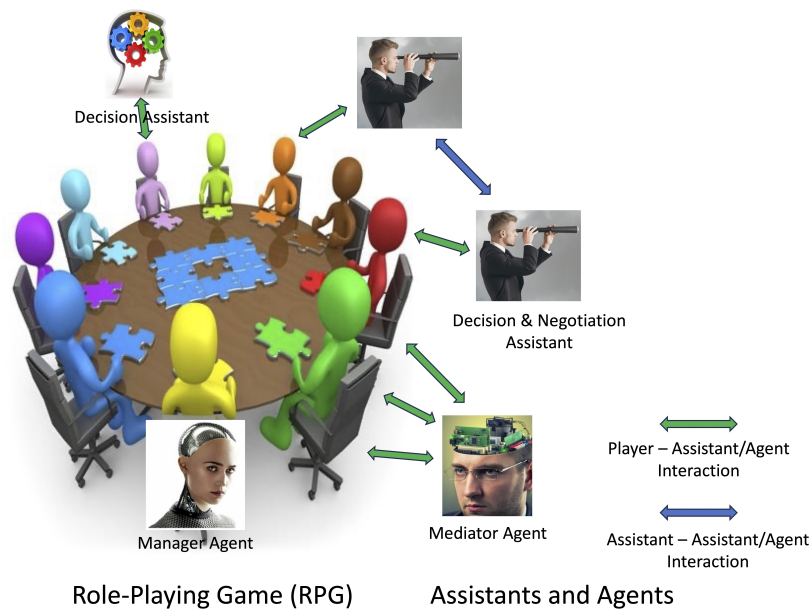 Decision Assistant
Decision & Negotiation
Assistant
Player – Assistant/Agent
Interaction
Mediator Agent
Manager Agent
Assistant – Assistant/Agent
Interaction
Role-Playing Game (RPG)
Assistants and Agents